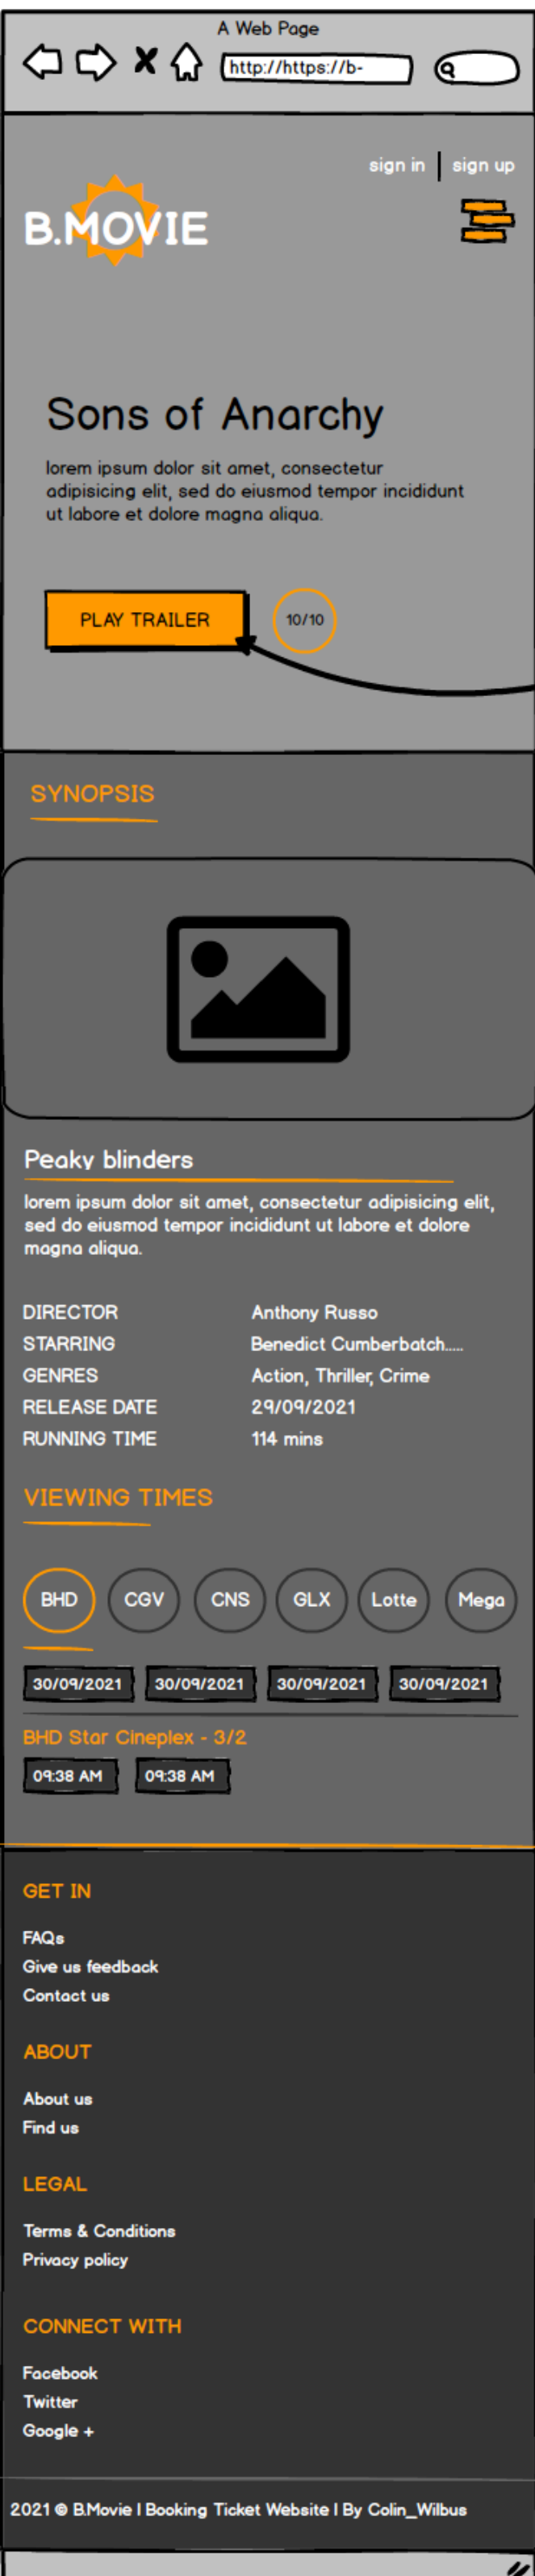 A Web Page
http://https://b-
sign in
sign up
B.MOVIE
Sons of Anarchy
lorem ipsum dolor sit amet, consectetur
adipisicing elit, sed do eiusmod tempor incididunt
ut labore et dolore magna aliqua.
PLAY TRAILER
10/10
SYNOPSIS
Peaky blinders
lorem ipsum dolor sit amet, consectetur adipisicing elit,
sed do eiusmod tempor incididunt ut labore et dolore
magna aliqua.
DIRECTOR Anthony Russo
STARRING Benedict Cumberbatch.....
GENRES Action, Thriller, Crime
RELEASE DATE 29/09/2021
RUNNING TIME 114 mins
VIEWING TIMES
BHD CGV CNS GLX Lotte Mega
30/09/2021 30/09/2021 30/09/2021 30/09/2021
BHD Star Cineplex - 3/2
09:38 AM 09:38 AM
GET IN
FAQs
Give us feedback
Contact us
ABOUT
About us
Find us
LEGAL
Terms & Conditions
Privacy policy
CONNECT WITH
Facebook
Twitter
Google +
2021 © B.Movie | Booking Ticket Website | By Colin_Wilbus